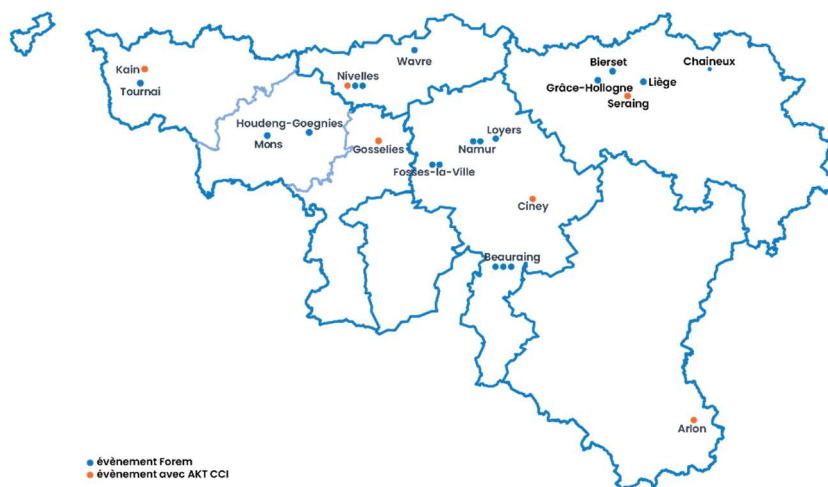 Wavre
Bierset
Chaineux
Kain
Nivelles
Grâce-Hollogne
Liège
Tournai
Seraing
Houdeng-Goegnies
Loyers
Mons
Gosselies
Namur
Fosses-la-Ville
Ciney
Beauraing
Arlon
évènement Forem
évènement avec AKT CCI